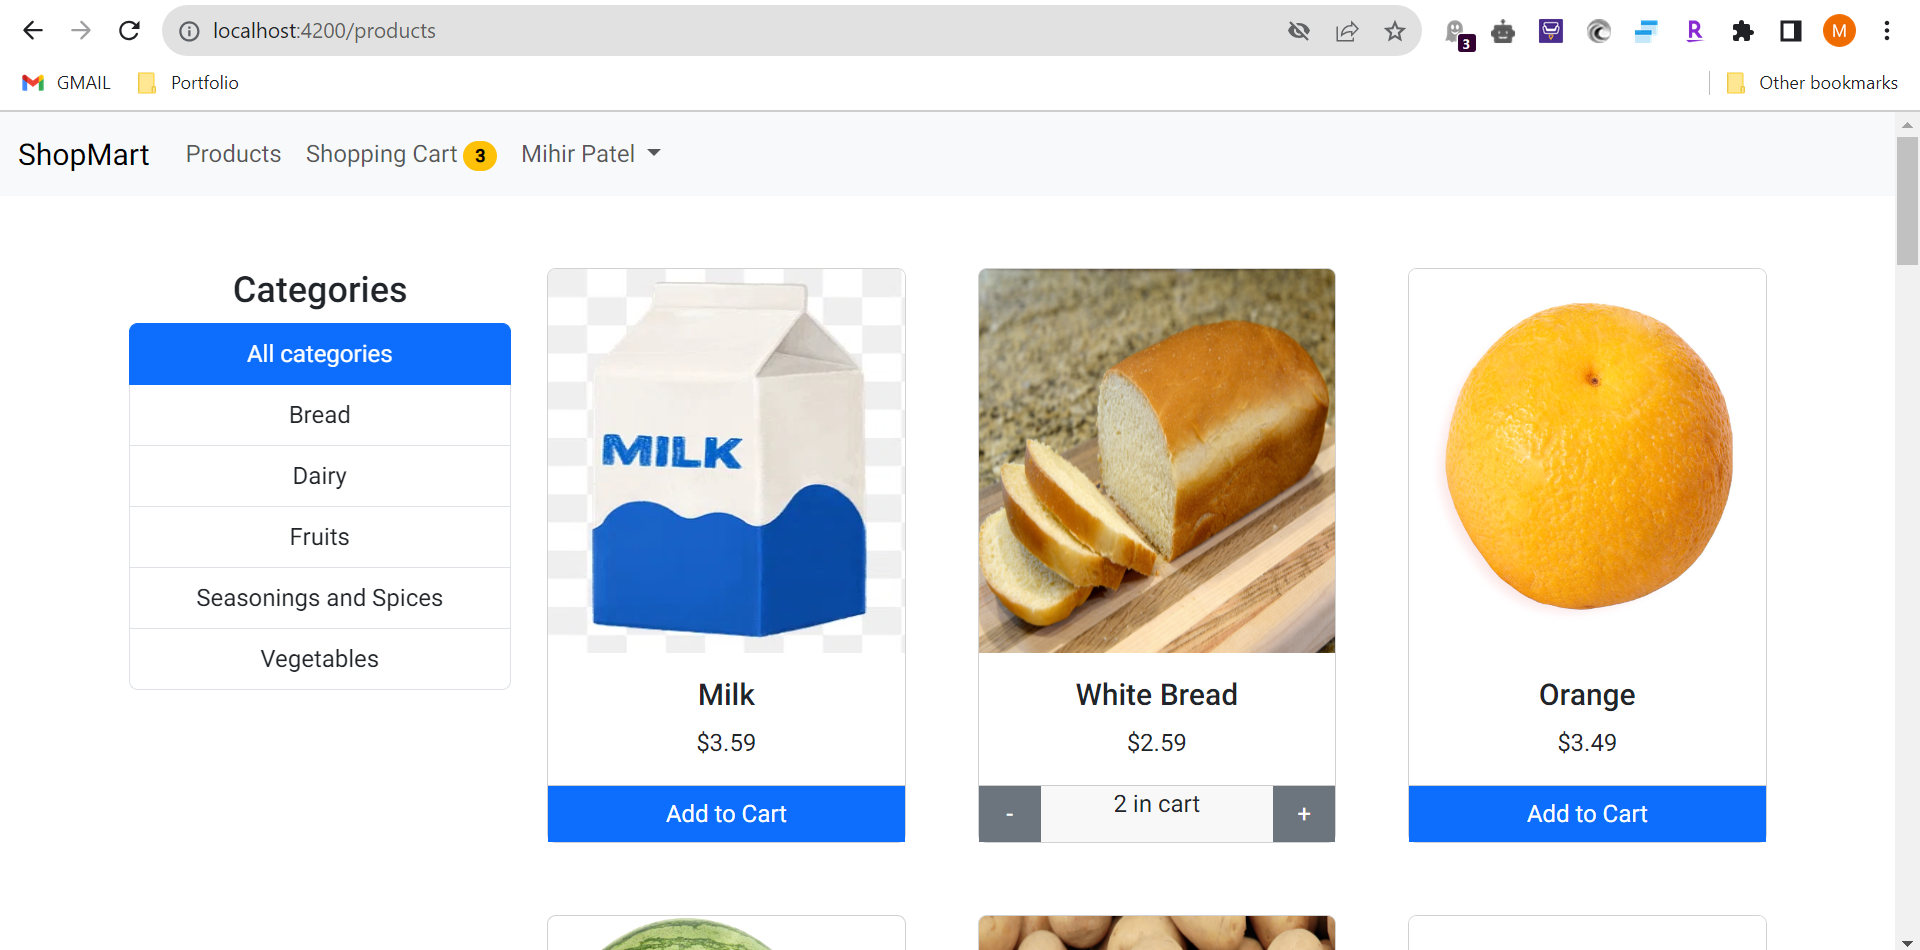 localhost:4200/products
3
R
M
GMAIL
Portfolio
Other bookmarks
ShopMart
Products
Shopping Cart 3
Mihir Patel
Categories
All categories
Bread
Dairy
Fruits
Seasonings and Spices
Vegetables
MILK
Milk
$3.59
Add to Cart
White Bread
$2.59
- 2 in cart +
Orange
$3.49
Add to Cart